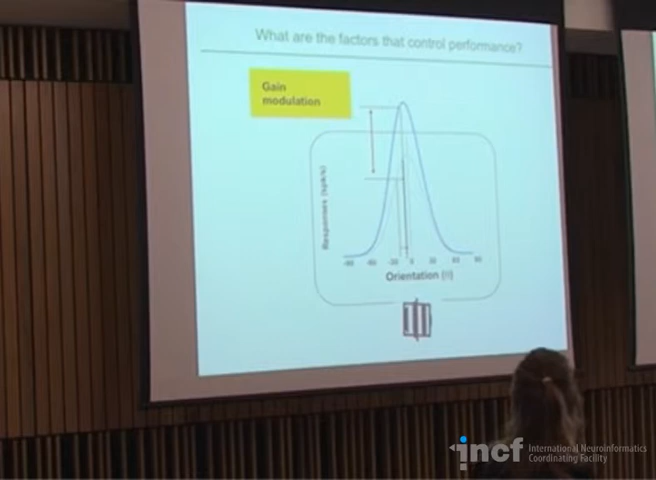 What are the factors that control performance?
Gain
modulation
Responses (spk/s)
-90 -60 -30 0 30 60 90
Orientation (θ)
incf
International Neuroinformatics
Coordinating Facility